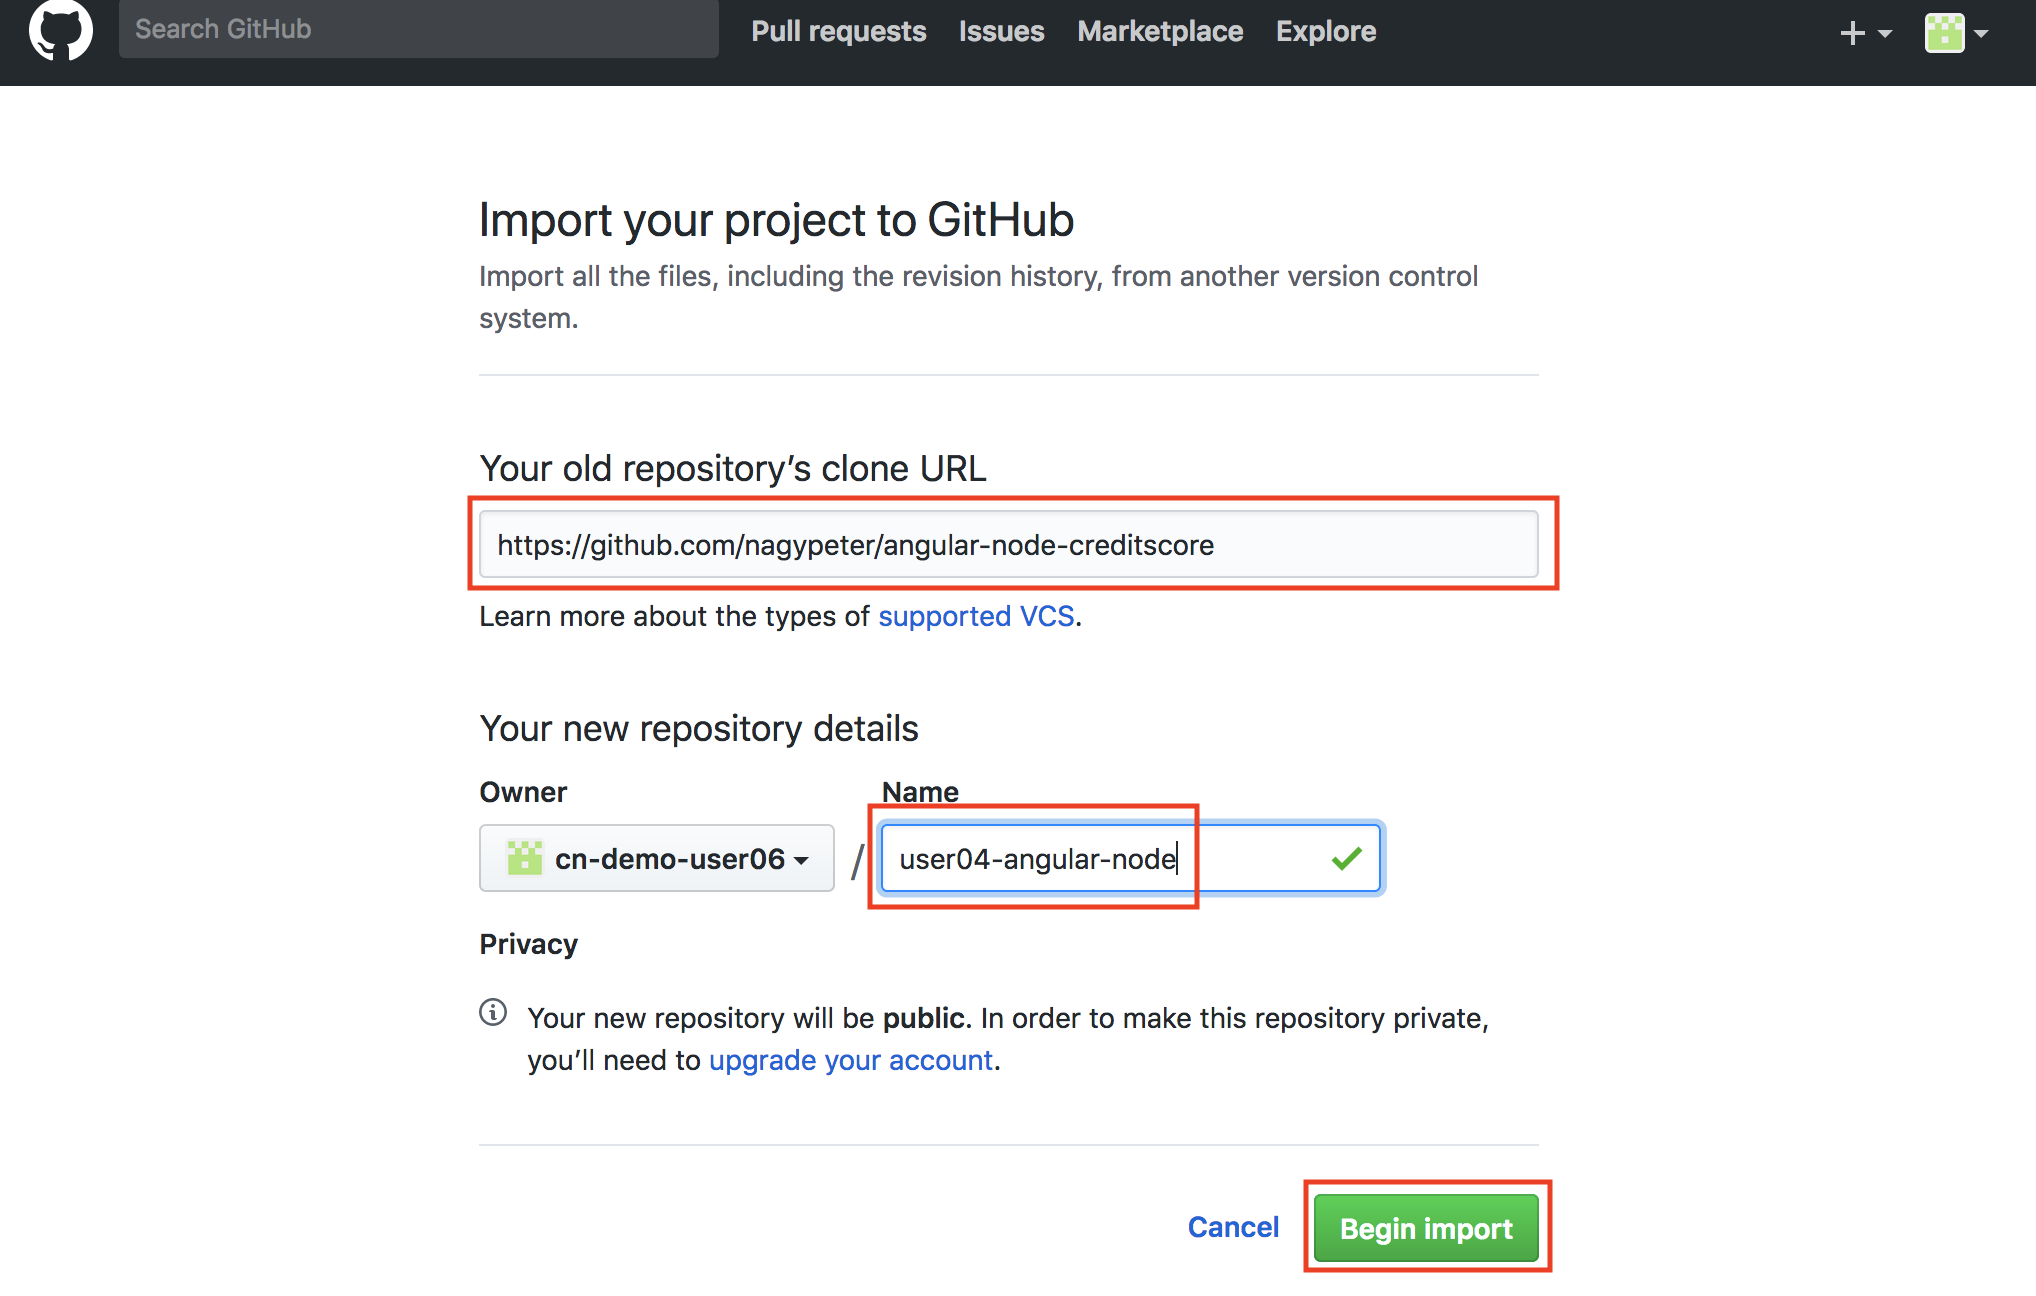 Search GitHub
Pull requests Issues Marketplace Explore
Import your project to GitHub
Import all the files, including the revision history, from another version control
system.
Your old repository’s clone URL
https://github.com/nagypeter/angular-node-creditscore
Learn more about the types of supported VCS.
Your new repository details
Owner Name
cn-demo-user06 / user04-angular-node
Privacy
Your new repository will be public. In order to make this repository private,
you’ll need to upgrade your account.
Cancel Begin import